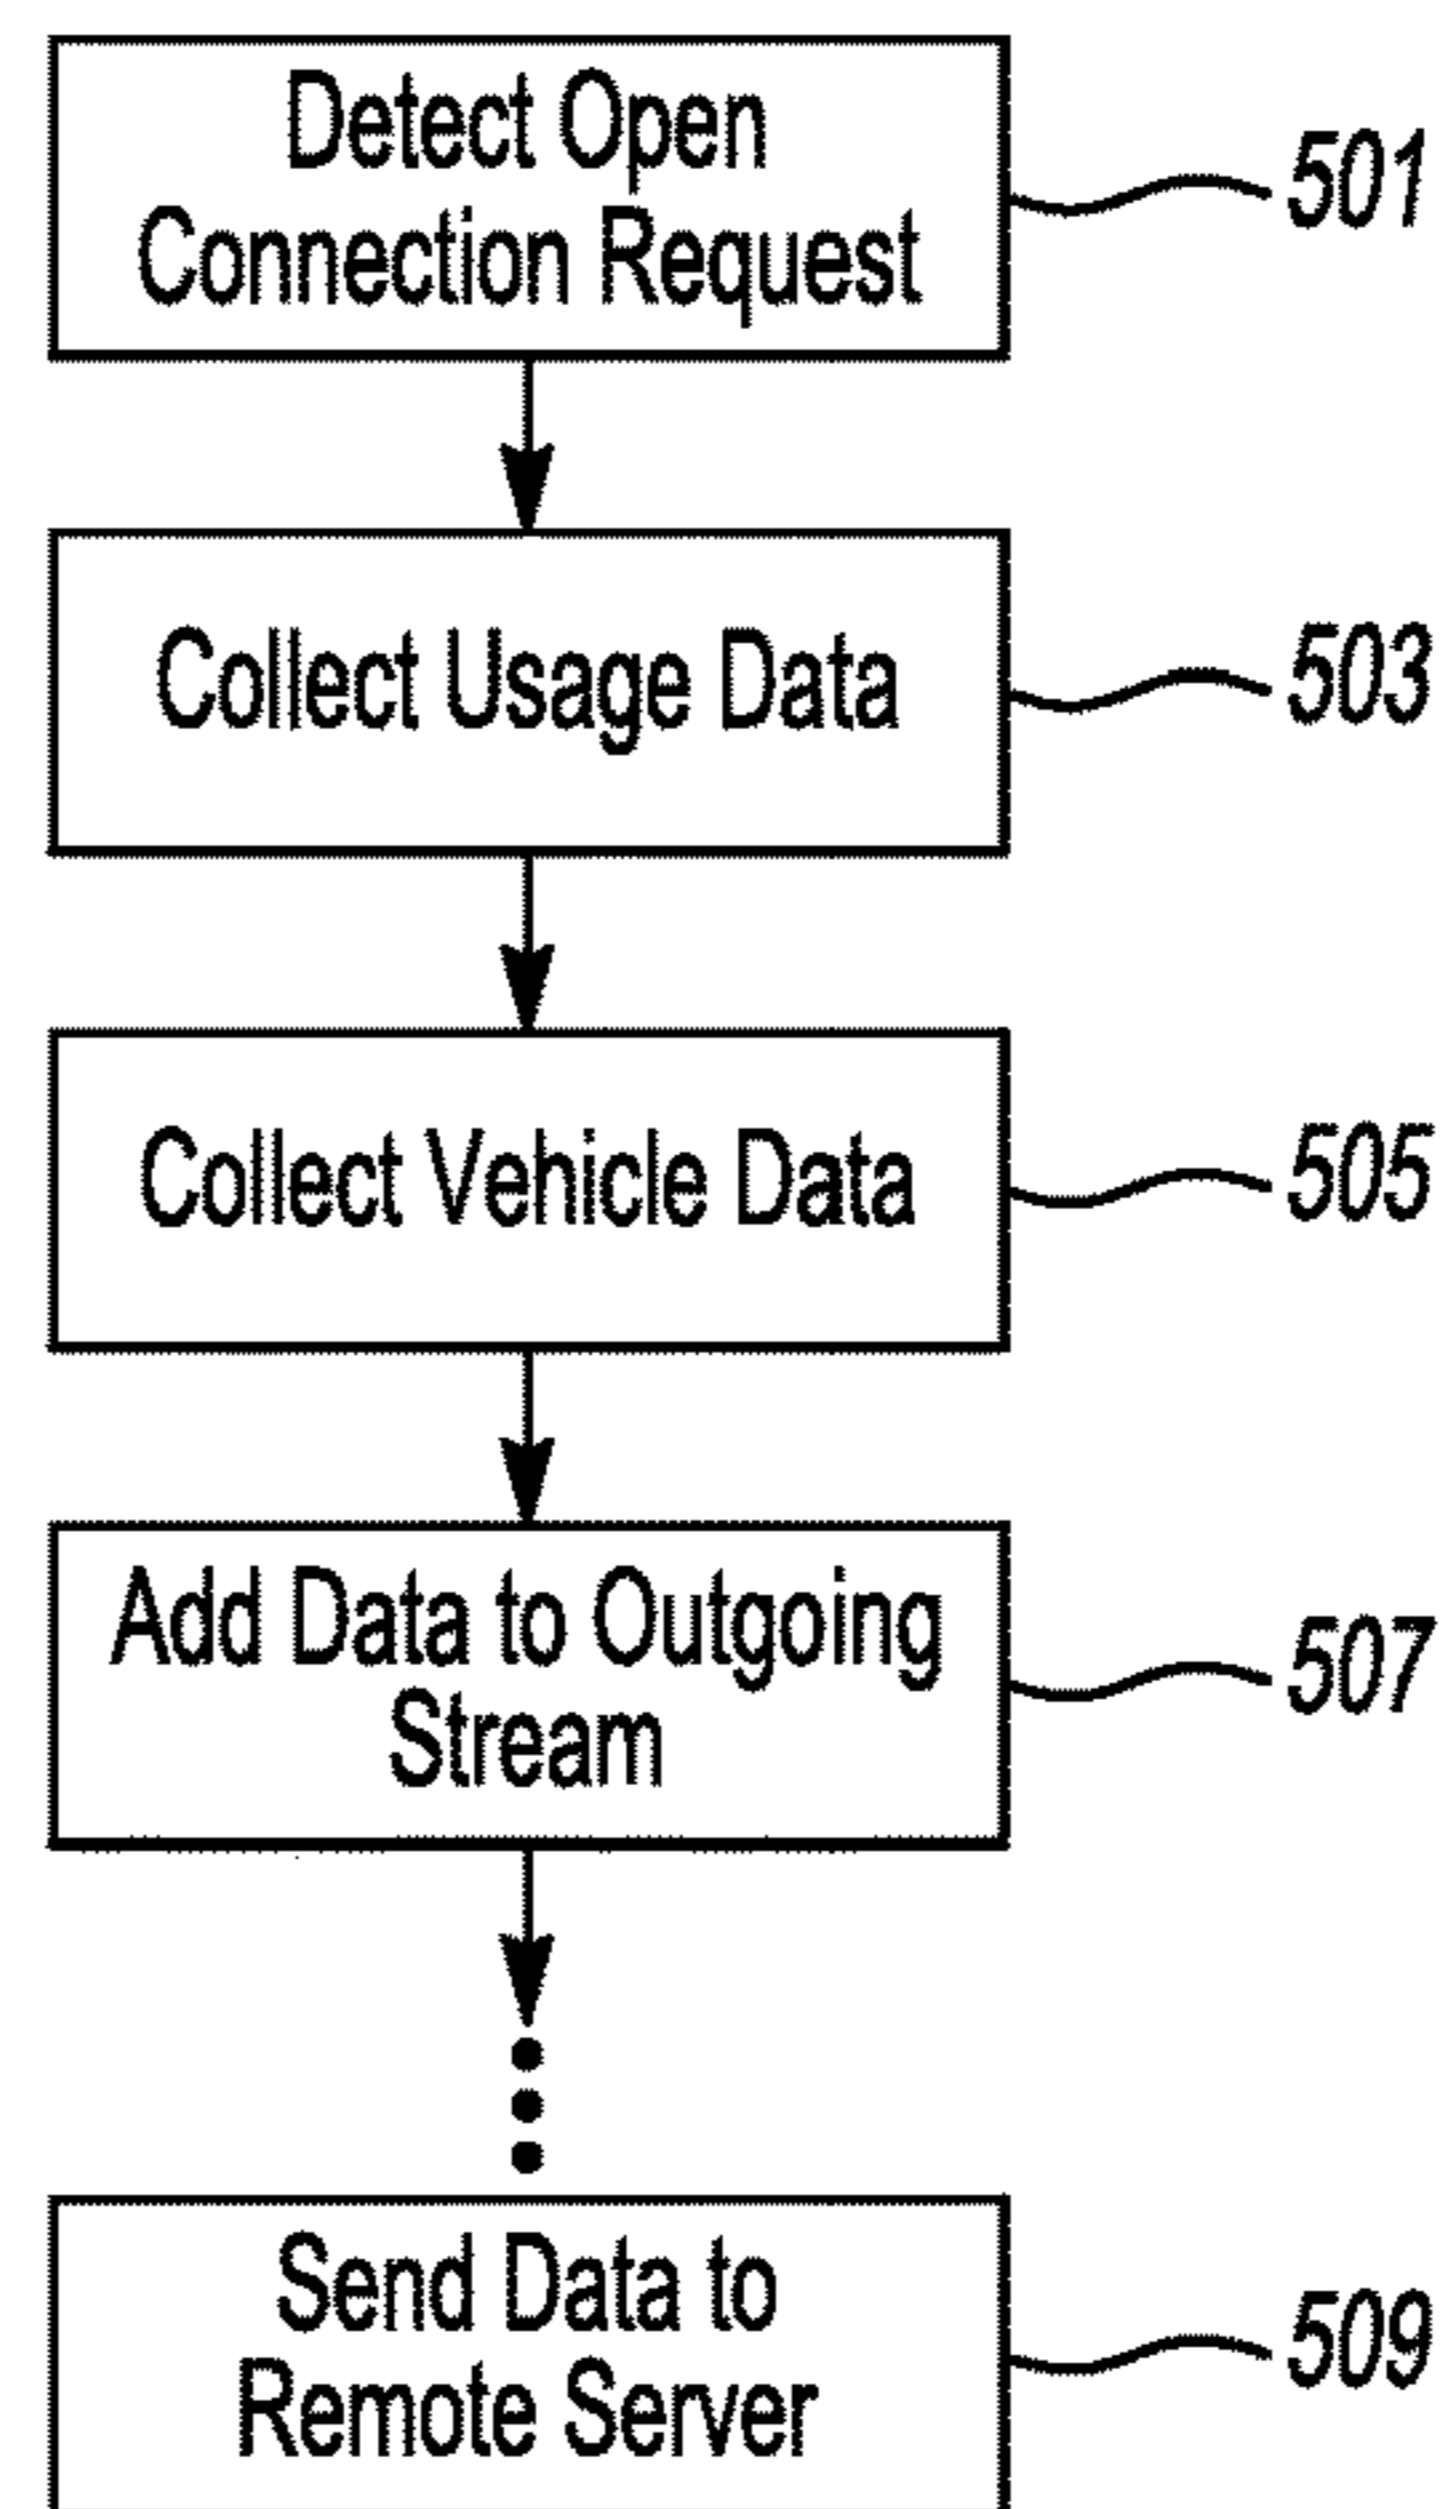 Detect Open
Connection Request
501
Collect Usage Data
503
Collect Vehicle Data
505
Add Data to Outgoing
Stream
507
Send Data to
Remote Server
509